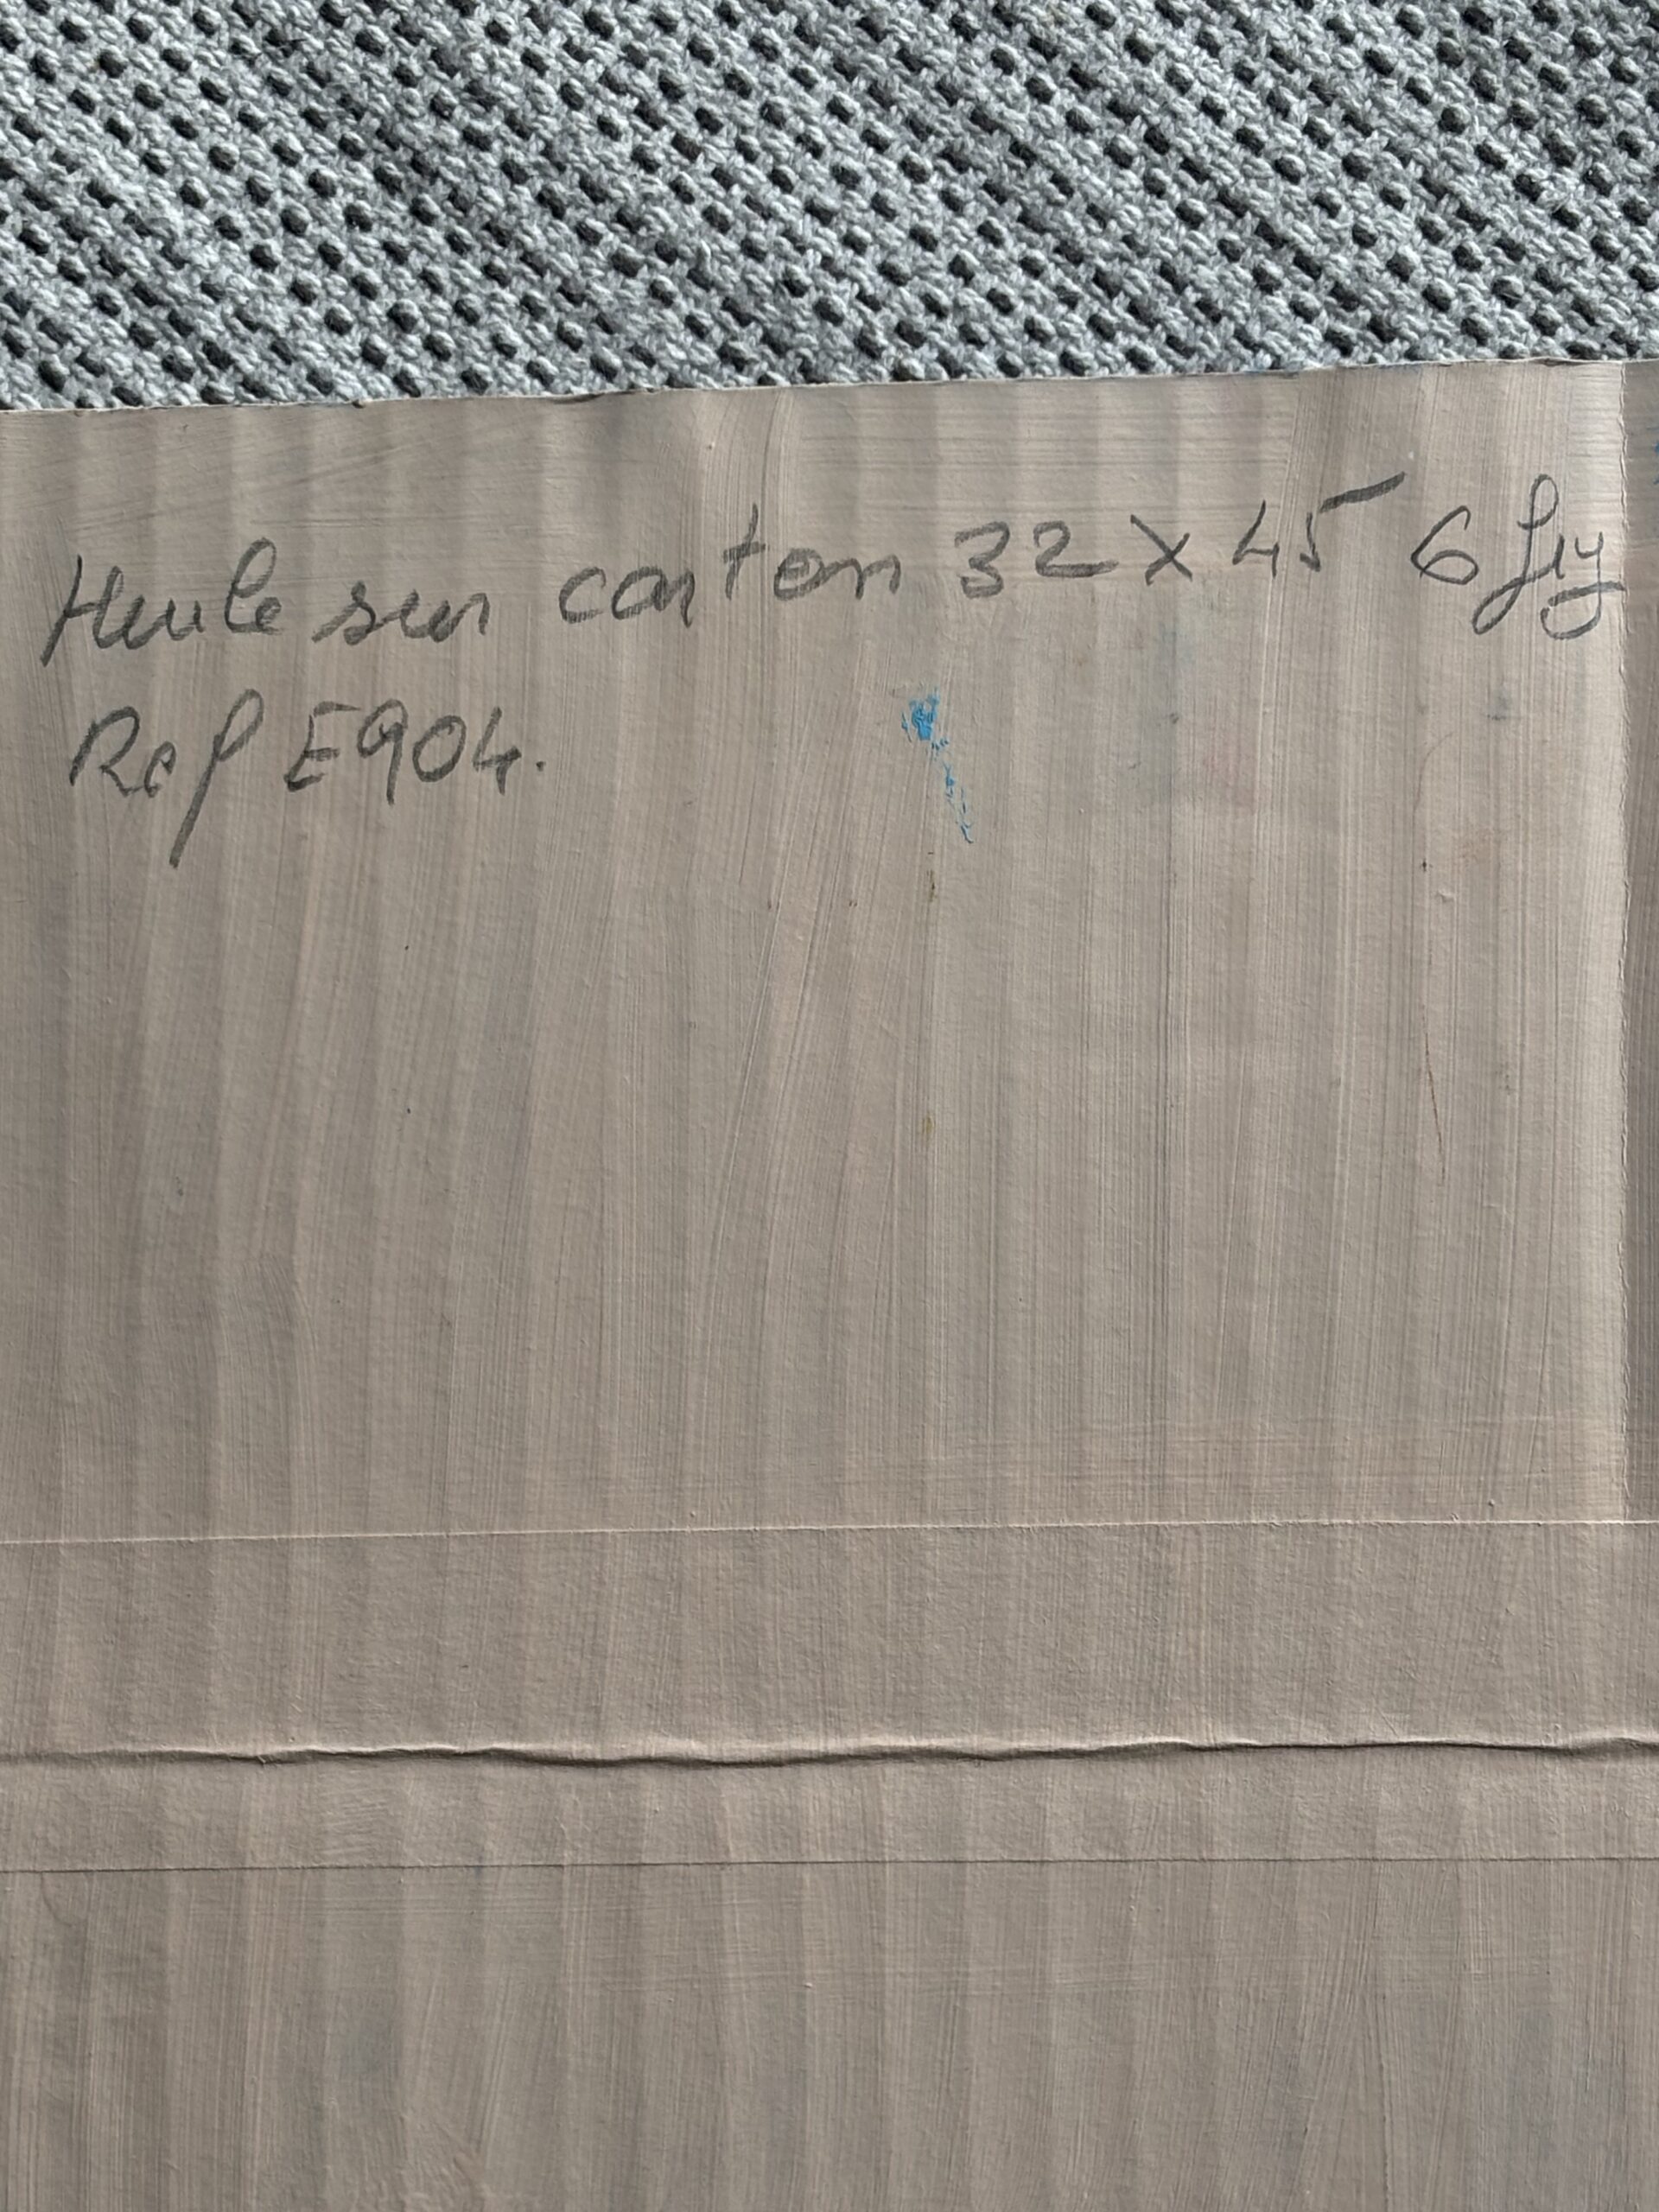 Huile sur carton 32 X 45 6 fig
Ref E904.